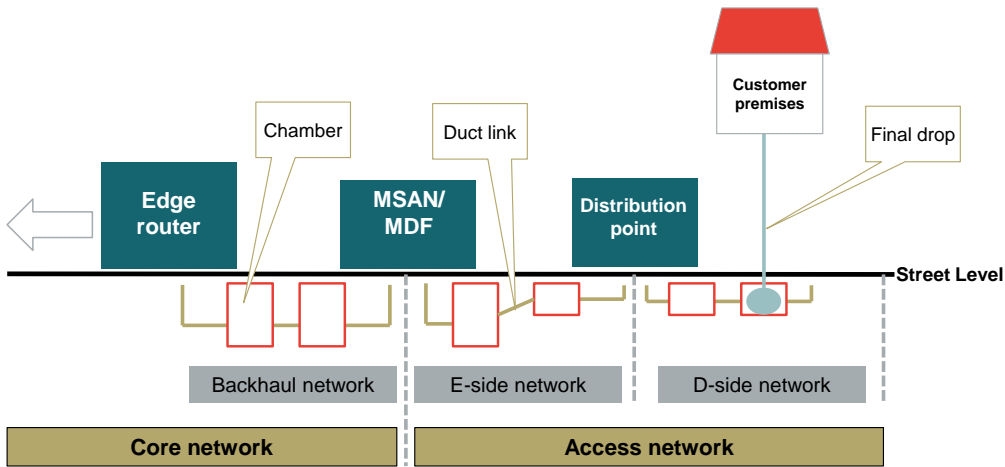 Customer
premises
Chamber
Duct link
Final drop
Edge
router
MSAN/
MDF
Distribution
point
Street Level
Backhaul network
E-side network
D-side network
Core network
Access network